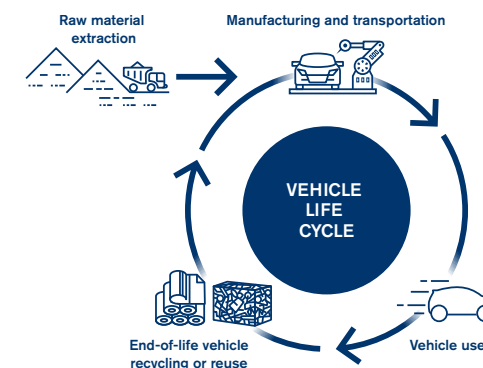 Raw material
extraction
Manufacturing and transportation
VEHICLE
LIFE
CYCLE
End-of-life vehicle
recycling or reuse
Vehicle use